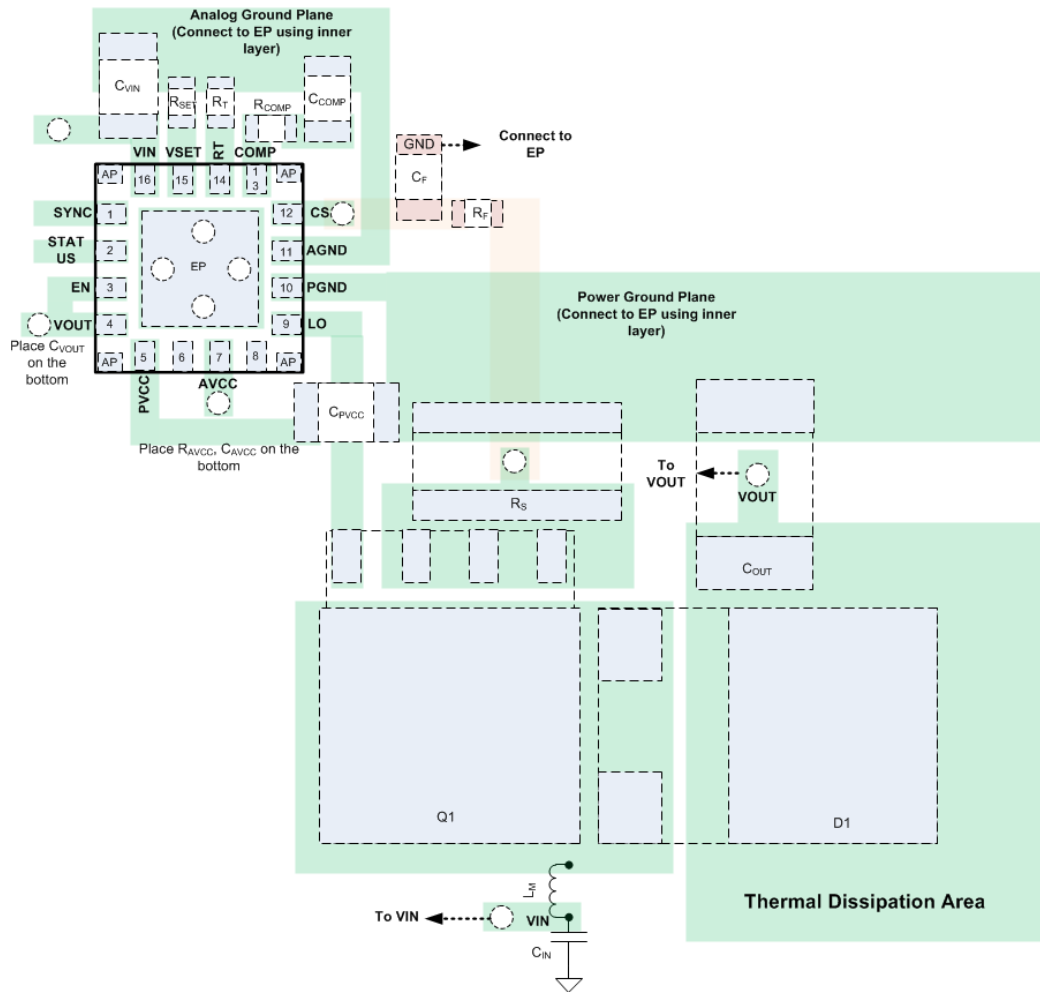 Analog Ground Plane
(Connect to EP using inner
layer)
CVIN
RSET
RT
RCOMP
CCOMP
GND
Connect to
EP
CF
RF
VIN
VSET
RT
COMP
AP
16
15
14
1
3
AP
SYNC
1
12
CS
STAT
US
2
EP
11
AGND
EN
3
10
PGND
VOUT
4
9
LO
Place CVOUT
on the
bottom
AP
5
6
7
8
AP
PVCC
AVCC
Power Ground Plane
(Connect to EP using inner
layer)
CPVCC
Place RAVCC, CAVCC on the
bottom
To
VOUT
VOUT
RS
COUT
Q1
D1
LM
To VIN
VIN
CIN
Thermal Dissipation Area